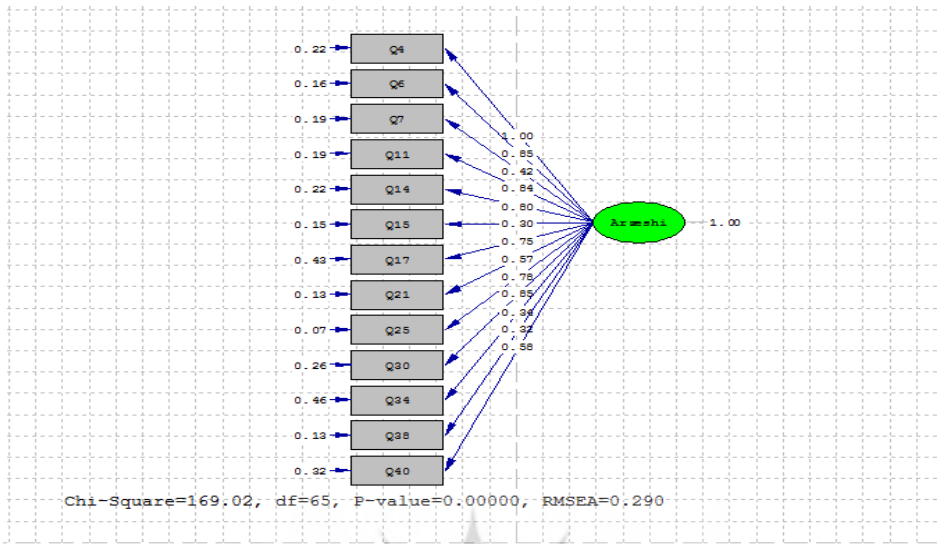 0.22 Q4
0.16 Q6
0.19 Q7
1.00
0.19 Q11 0.85
0.42
0.22 Q14 0.84
0.80
0.15 Q15 0.30 Arameshi 1.00
0.75
0.43 Q17 0.57
0.78
0.13 Q21 0.85
0.34
0.07 Q25 0.32
0.58
0.26 Q30
0.46 Q34
0.13 Q38
0.32 Q40
Chi-Square=169.02, df=65, P-value=0.00000, RMSEA=0.290